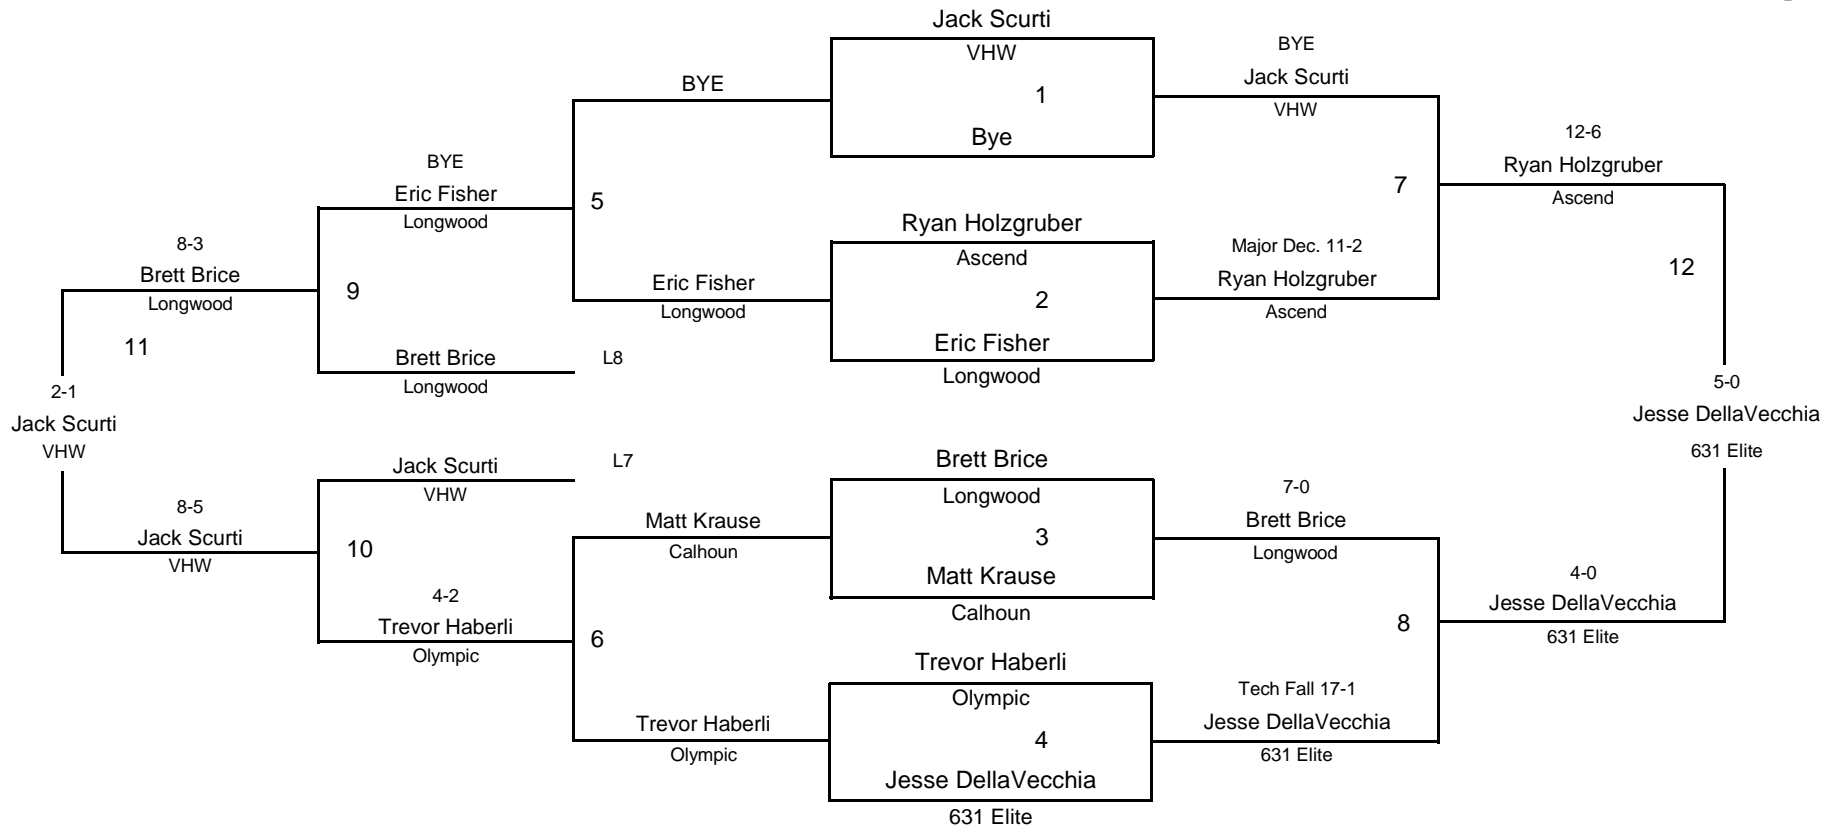 Jack Scurti
VHW
1
Bye
BYE
Jack Scurti
VHW
BYE
12-6
Ryan Holzgruber
Ascend
7
BYE
Eric Fisher
Longwood
5
Ryan Holzgruber
Ascend
2
Eric Fisher
Longwood
Major Dec. 11-2
Ryan Holzgruber
Ascend
12
8-3
Brett Brice
Longwood
9
Eric Fisher
Longwood
11
Brett Brice
Longwood
L8
2-1
Jack Scurti
VHW
5-0
Jesse DellaVecchia
631 Elite
Jack Scurti
VHW
L7
Brett Brice
Longwood
3
Matt Krause
Calhoun
7-0
Brett Brice
Longwood
8-5
Jack Scurti
VHW
10
Matt Krause
Calhoun
4-0
Jesse DellaVecchia
631 Elite
8
4-2
Trevor Haberli
Olympic
6
Trevor Haberli
Olympic
4
Jesse DellaVecchia
631 Elite
Tech Fall 17-1
Jesse DellaVecchia
631 Elite
Trevor Haberli
Olympic